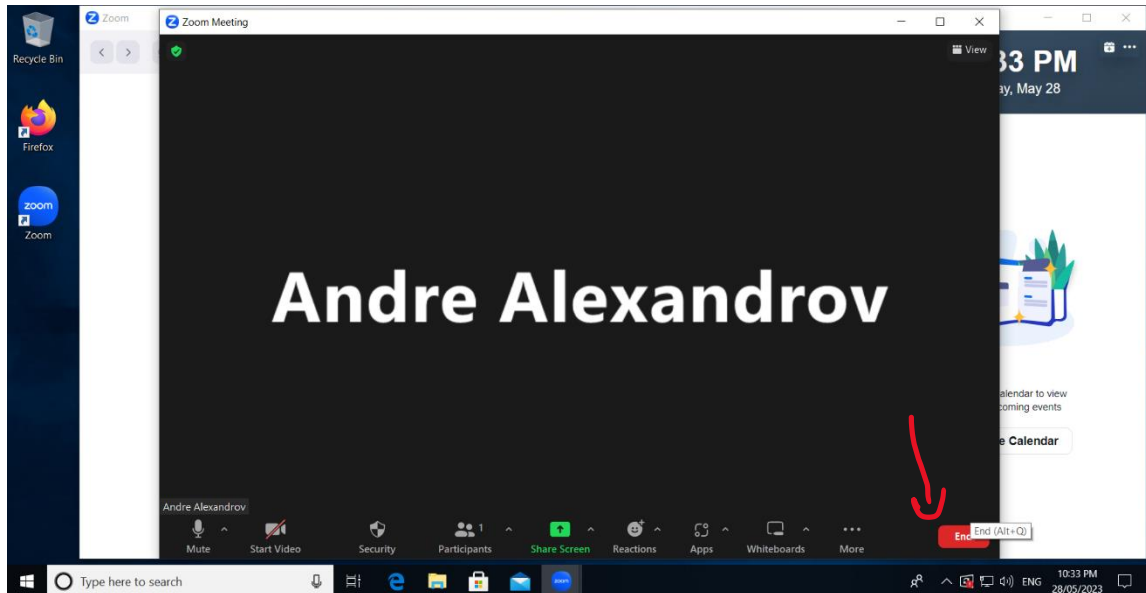 Recycle Bin
Firefox
zoom
Zoom
Zoom
Zoom Meeting
View
33 PM
ay, May 28
Andre Alexandrov
alendar to view
coming events
e Calendar
Andre Alexandrov
Mute
Start Video
Security
1
Participants
Share Screen
Reactions
Apps
Whiteboards
More
End
End (Alt+Q)
Type here to search
zoom
ENG
10:33 PM
28/05/2023